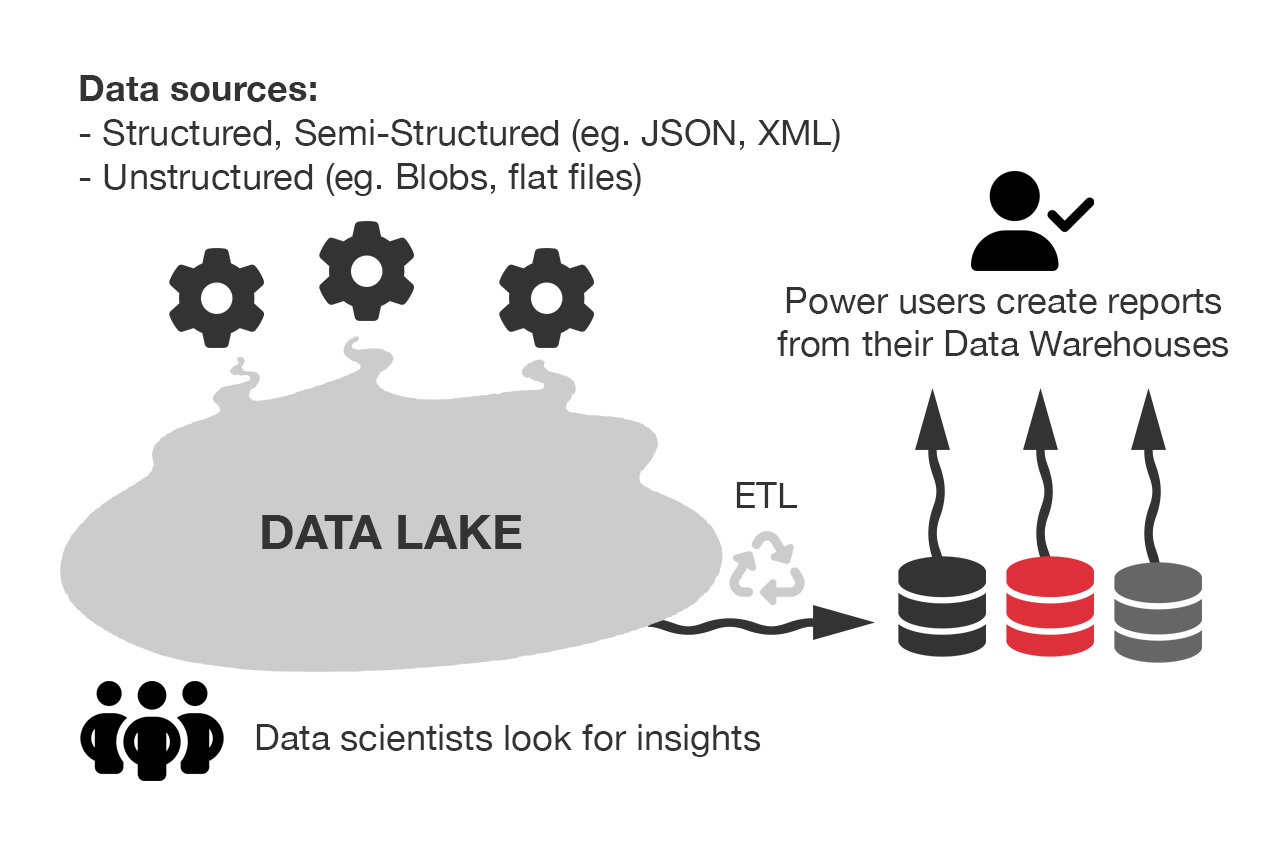 Data sources:
- Structured, Semi-Structured (eg. JSON, XML)
- Unstructured (eg. Blobs, flat files)
Power users create reports
from their Data Warehouses
ETL
DATA LAKE
Data scientists look for insights